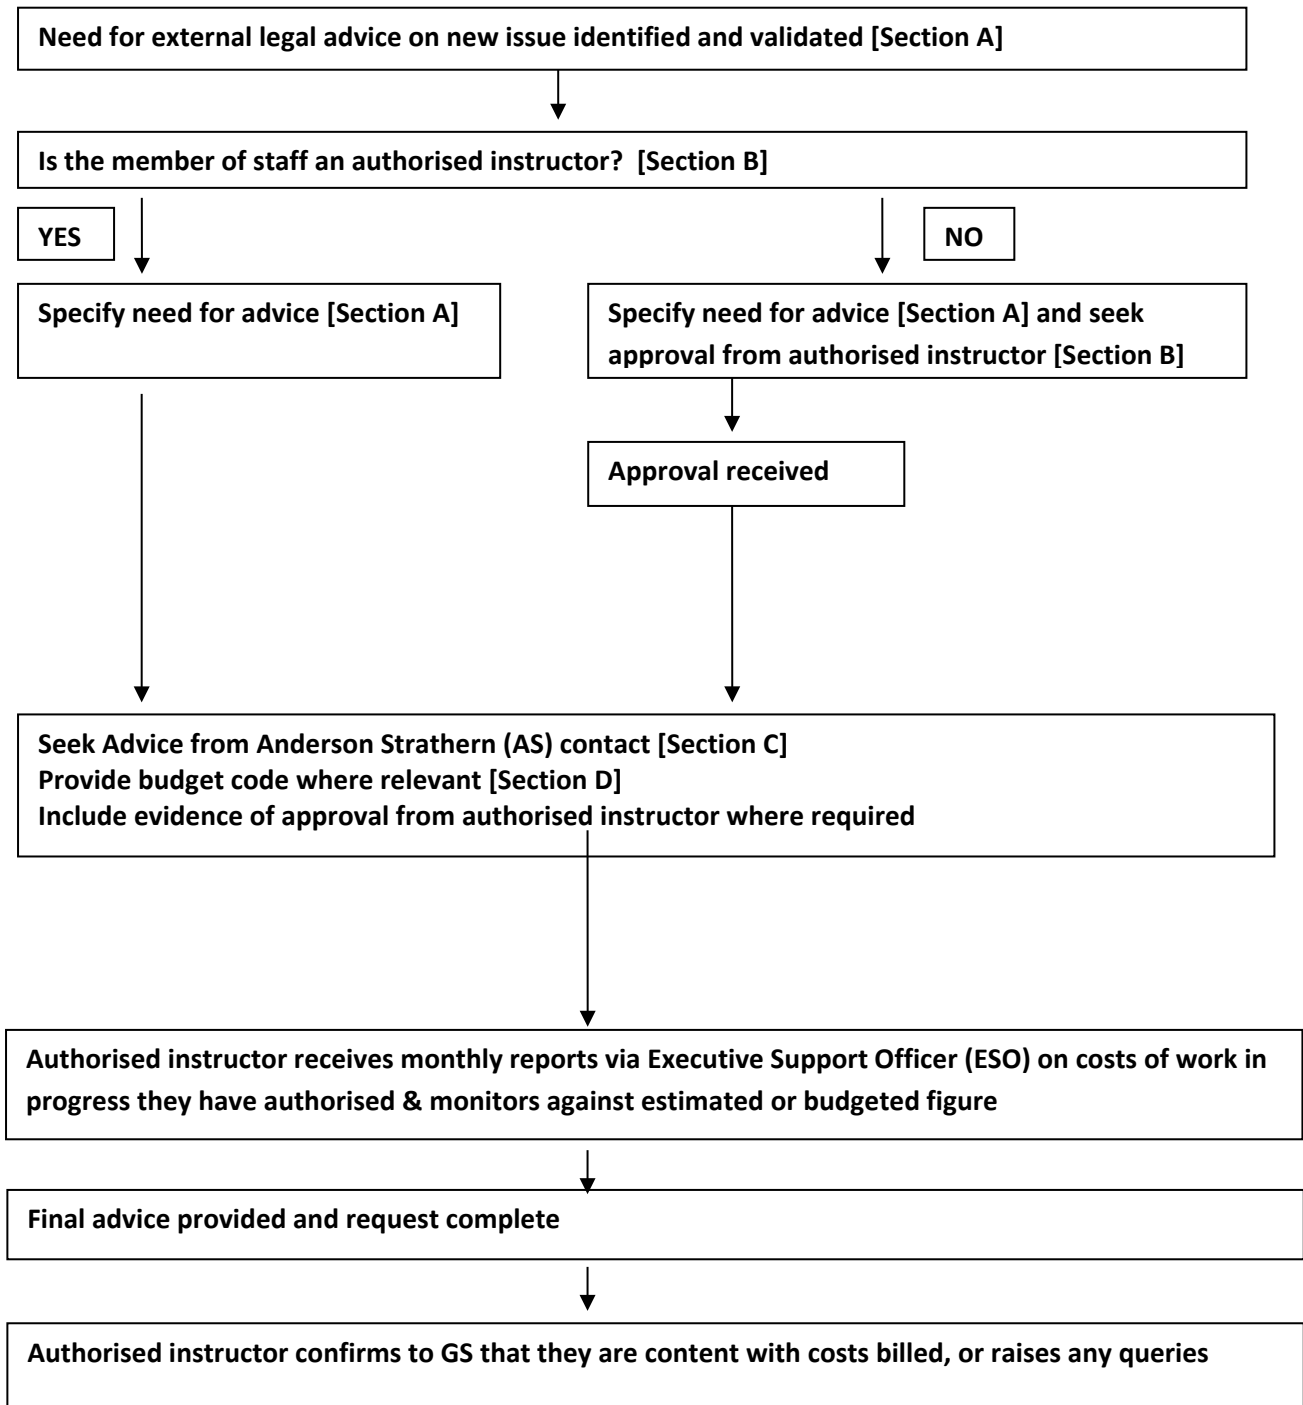 Need for external legal advice on new issue identified and validated [Section A]
Is the member of staff an authorised instructor? [Section B]
YES
NO
Specify need for advice [Section A]
Specify need for advice [Section A] and seek
approval from authorised instructor [Section B]
Approval received
Seek Advice from Anderson Strathern (AS) contact [Section C]
Provide budget code where relevant [Section D]
Include evidence of approval from authorised instructor where required
Authorised instructor receives monthly reports via Executive Support Officer (ESO) on costs of work in
progress they have authorised & monitors against estimated or budgeted figure
Final advice provided and request complete
Authorised instructor confirms to GS that they are content with costs billed, or raises any queries